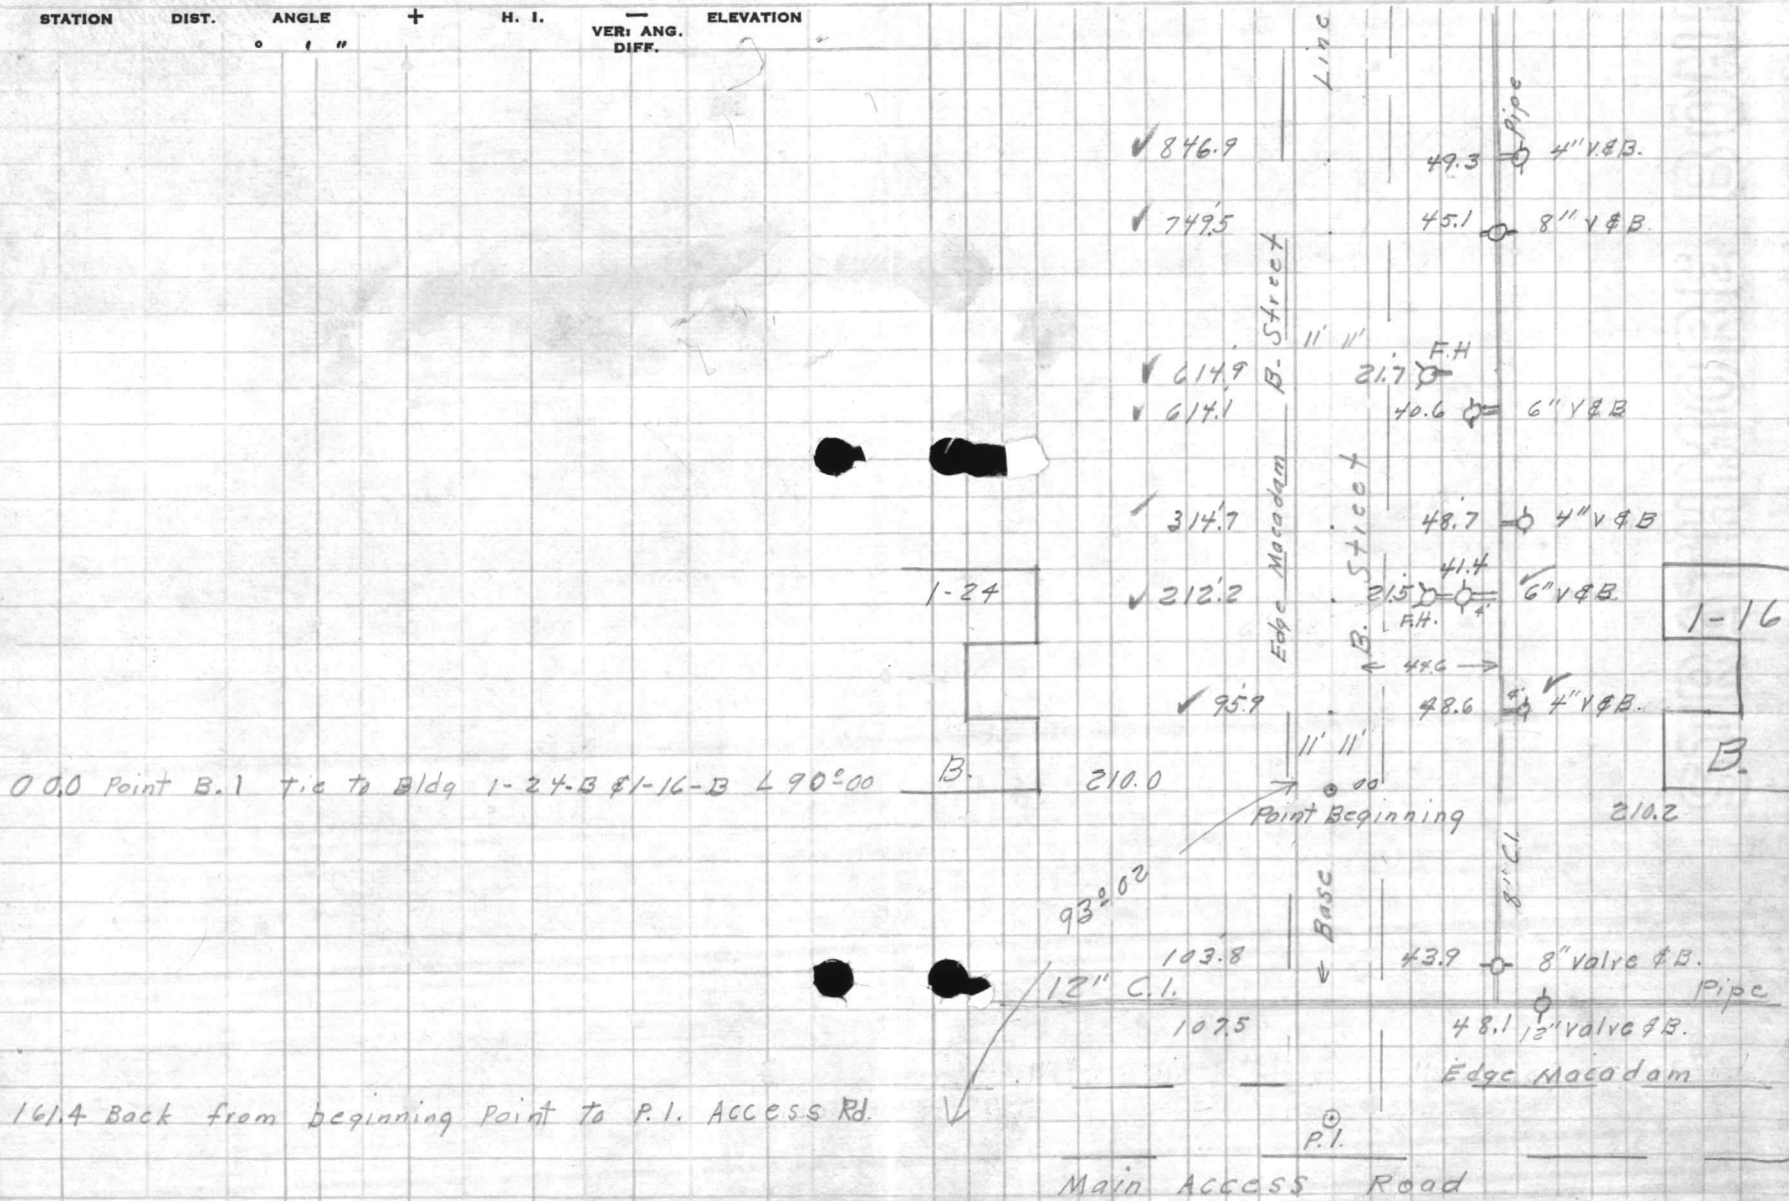 STATION DIST. ANGLE + H. I. — ELEVATION
° ' " VER: ANG.
DIFF.
Line
Pipe
✓ 846.9 49.3 4" V.&B.
✓ 749.5 45.1 8" V&B.
B-Street
11' 11'
F.H
✓ 614.9 21.7
✓ 614.1 40.6 6" V&B
Edge Macadam
B. Street
✓ 314.7 48.7 4" V&B
41.4
1-24 ✓ 212.2 21.5 ✓ 6" V&B. 1-16
F.H. 4'
← 44.6 →
✓ 95.9 48.6 4' ✓ 4" V&B.
11' 11'
B. B.
0 0.0 Point B.1 Tie to Bldg 1-24-B &1-16-B L 90°-00 210.0 00
Point Beginning 210.2
8" C.I.
93°02
← Base
103.8 43.9 8" Valve &B.
12" C.I. Pipe
107.5 48.1 12" Valve &B.
Edge Macadam
161.4 Back from beginning Point to P.I. Access Rd.
P.I.
Main Access Road